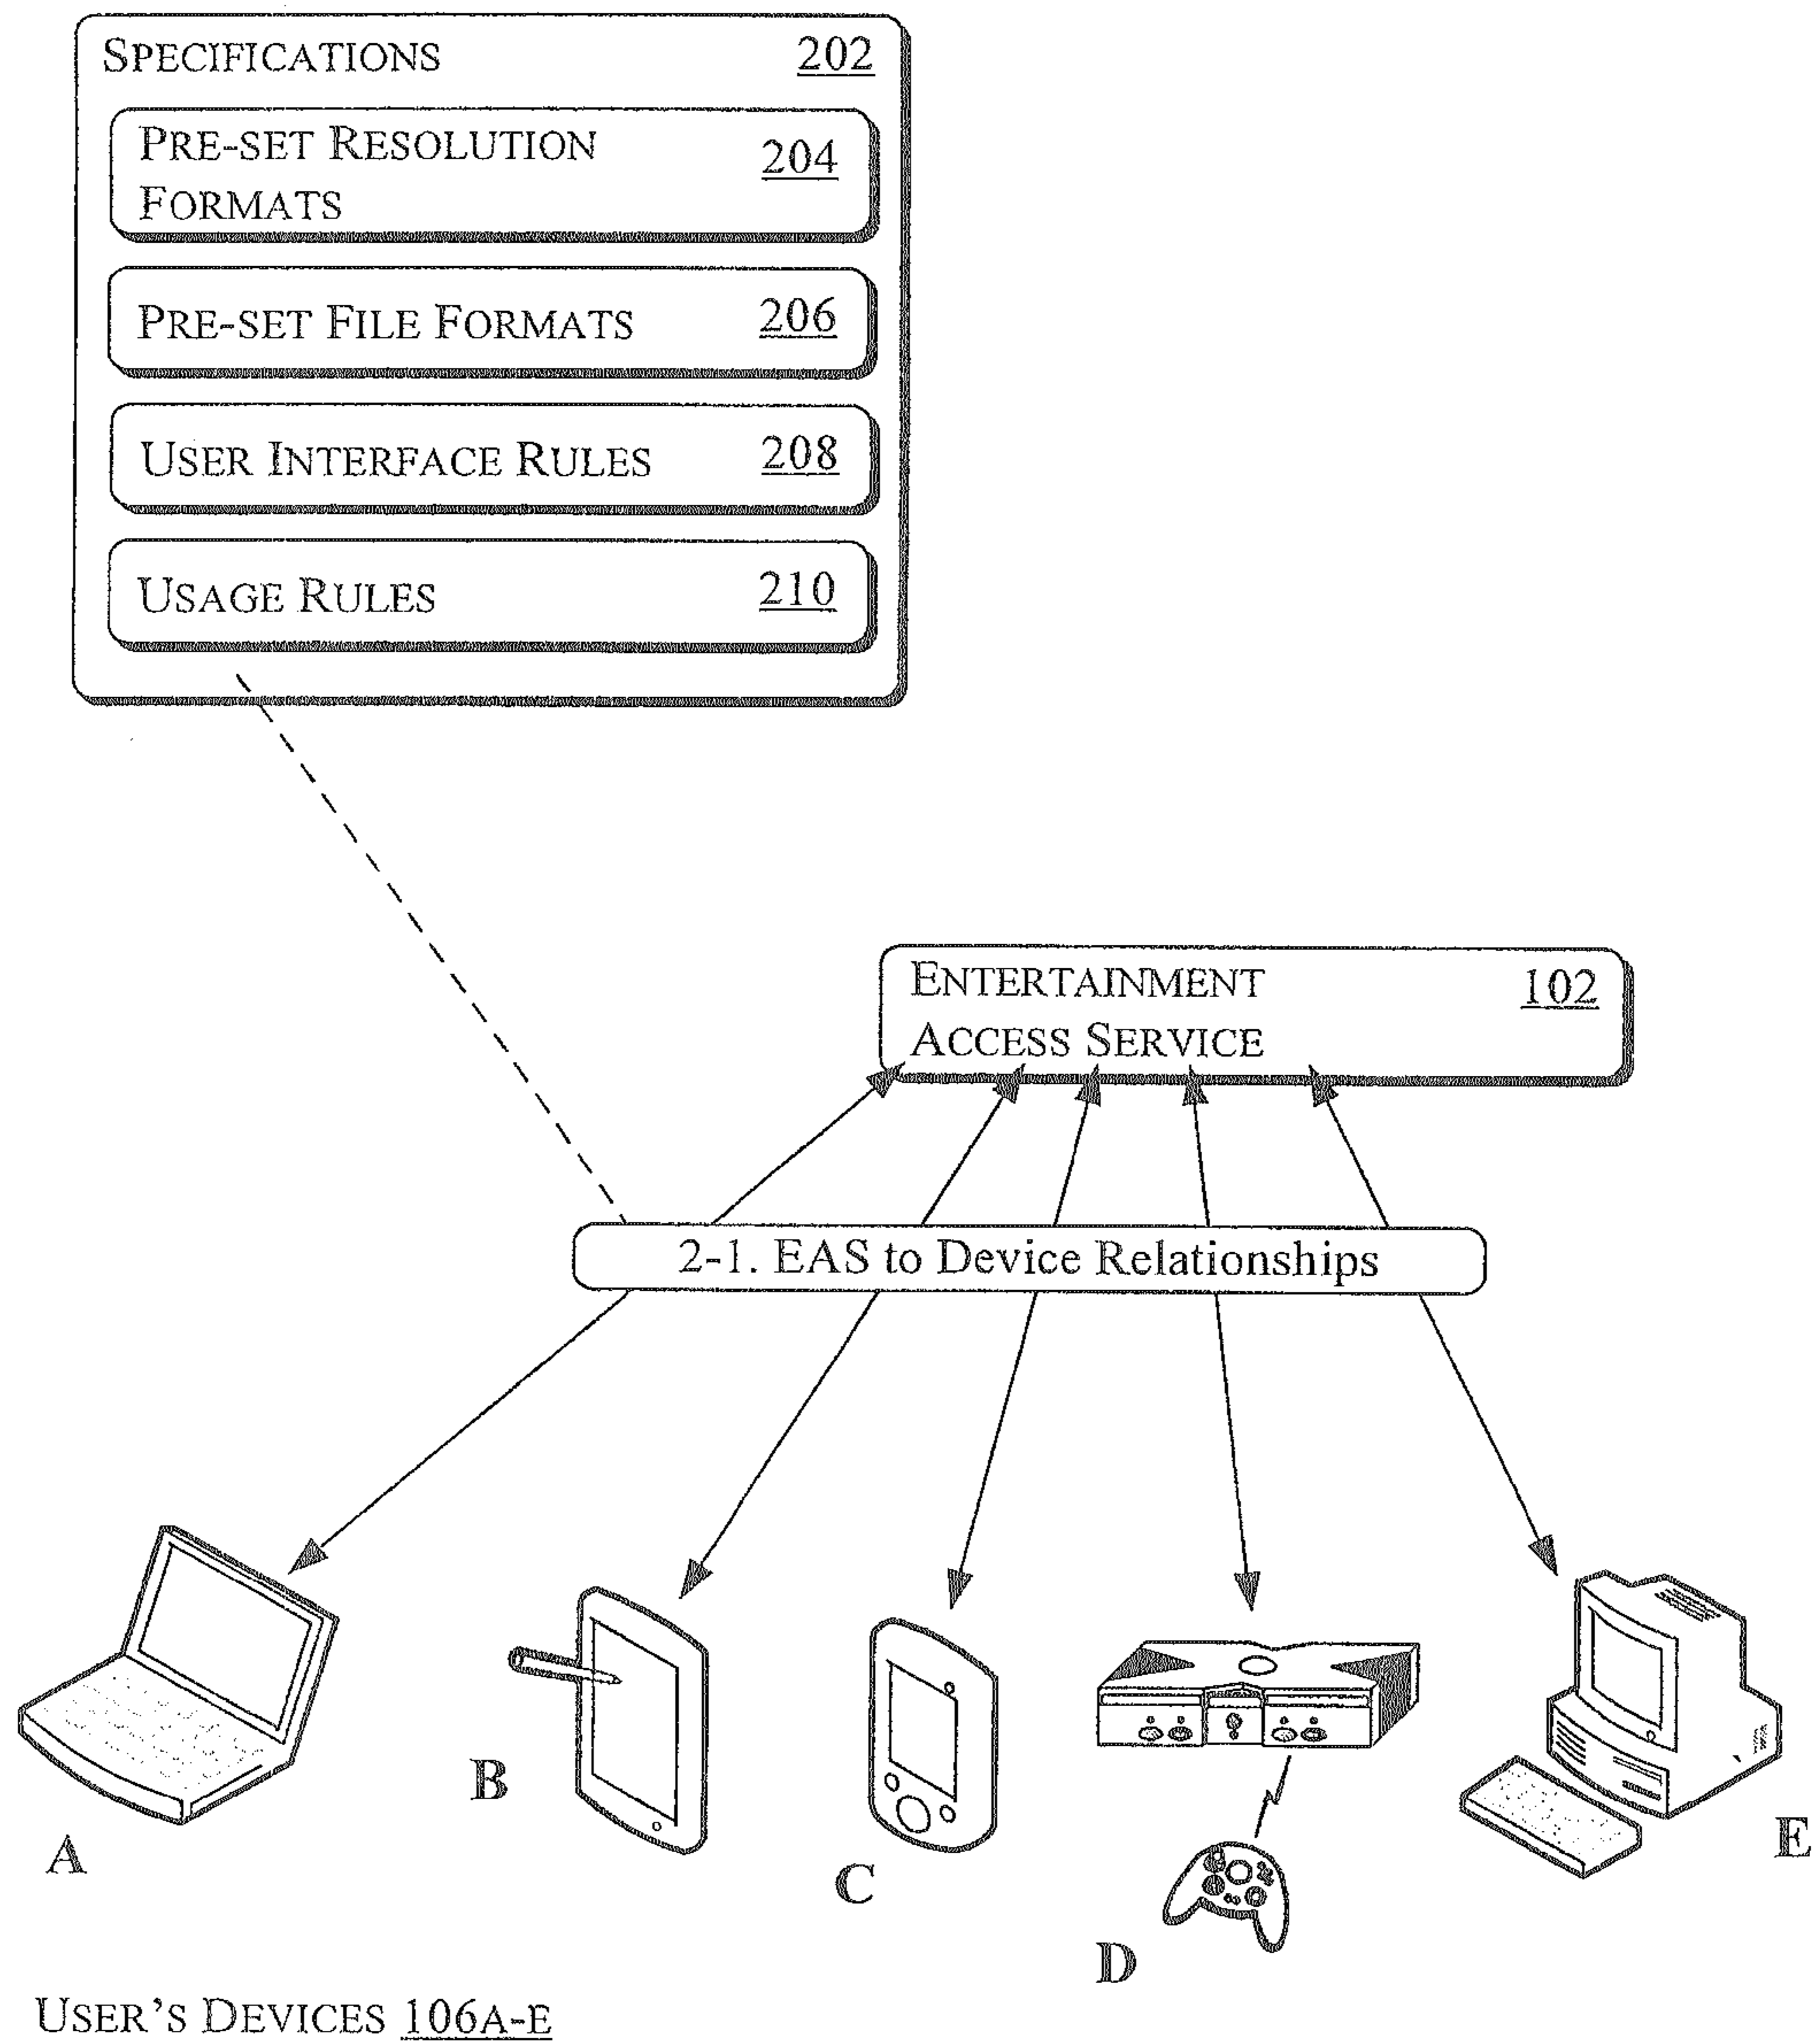 SPECIFICATIONS 202
PRE-SET RESOLUTION FORMATS 204
PRE-SET FILE FORMATS 206
USER INTERFACE RULES 208
USAGE RULES 210
ENTERTAINMENT ACCESS SERVICE 102
2-1. EAS to Device Relationships
A
B
C
D
E
USER'S DEVICES 106A-E